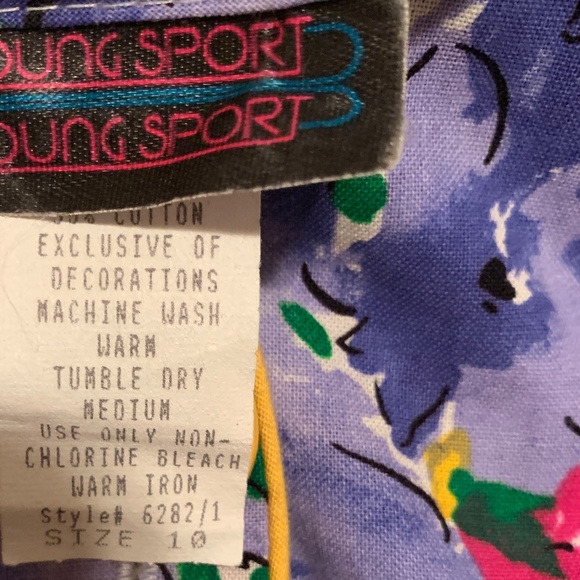 OUNG SPORT
OUNG SPORT
COTTON
EXCLUSIVE OF
DECORATIONS
MACHINE WASH
WARM
TUMBLE DRY
MEDIUM
USE ONLY NON-
CHLORINE BLEACH
WARM IRON
Style# 6282/1
SIZE 10